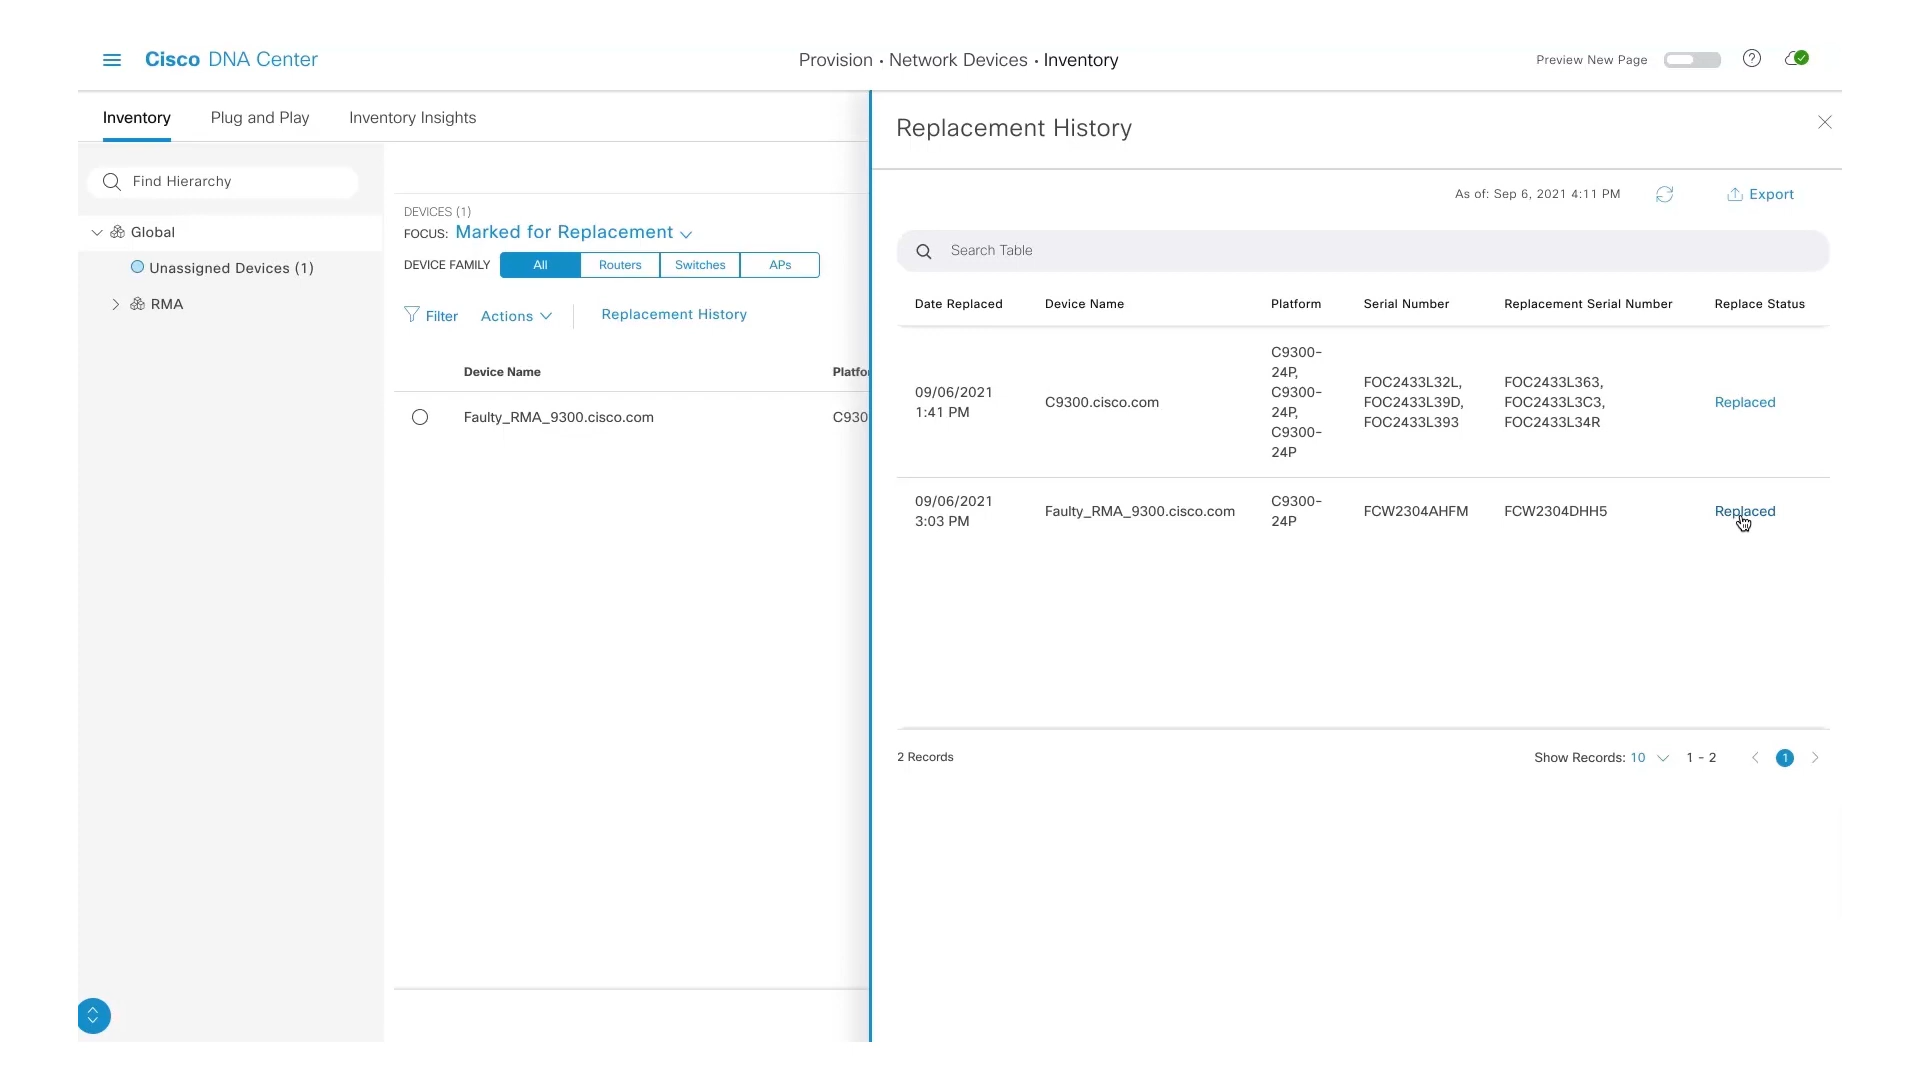 Cisco DNA Center
Provision • Network Devices • Inventory
Preview New Page
Inventory
Plug and Play
Inventory Insights
Find Hierarchy
Global
Unassigned Devices (1)
RMA
DEVICES (1)
FOCUS: Marked for Replacement
DEVICE FAMILY
All
Routers
Switches
APs
Filter
Actions
Replacement History
Device Name
Platfo
Faulty_RMA_9300.cisco.com
C930
Replacement History
As of: Sep 6, 2021 4:11 PM
Export
Search Table
Date Replaced
Device Name
Platform
Serial Number
Replacement Serial Number
Replace Status
09/06/2021
1:41 PM
C9300.cisco.com
C9300-
24P,
C9300-
24P,
C9300-
24P
FOC2433L32L,
FOC2433L39D,
FOC2433L393
FOC2433L363,
FOC2433L3C3,
FOC2433L34R
Replaced
09/06/2021
3:03 PM
Faulty_RMA_9300.cisco.com
C9300-
24P
FCW2304AHFM
FCW2304DHH5
Replaced
2 Records
Show Records: 10
1 - 2
1